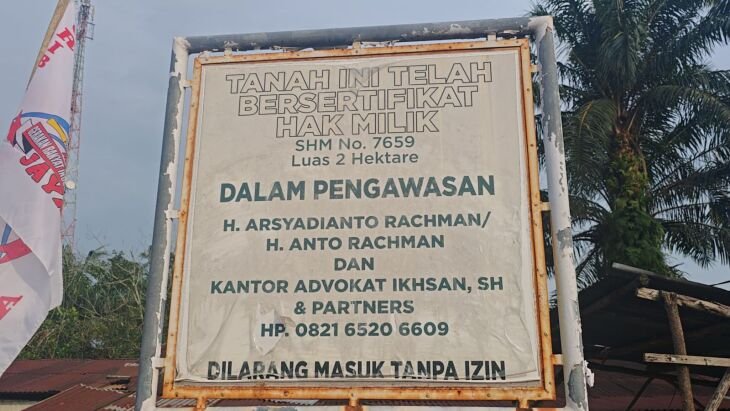 TANAH INI TELAH
BERSERTIFIKAT
HAK MILIK
SHM No. 7659
Luas 2 Hektare
DALAM PENGAWASAN
H. ARSYADIANTO RACHMAN/
H. ANTO RACHMAN
DAN
KANTOR ADVOKAT IKHSAN, SH
& PARTNERS
HP. 0821 6520 6609
DILARANG MASUK TANPA IZIN
JAYA